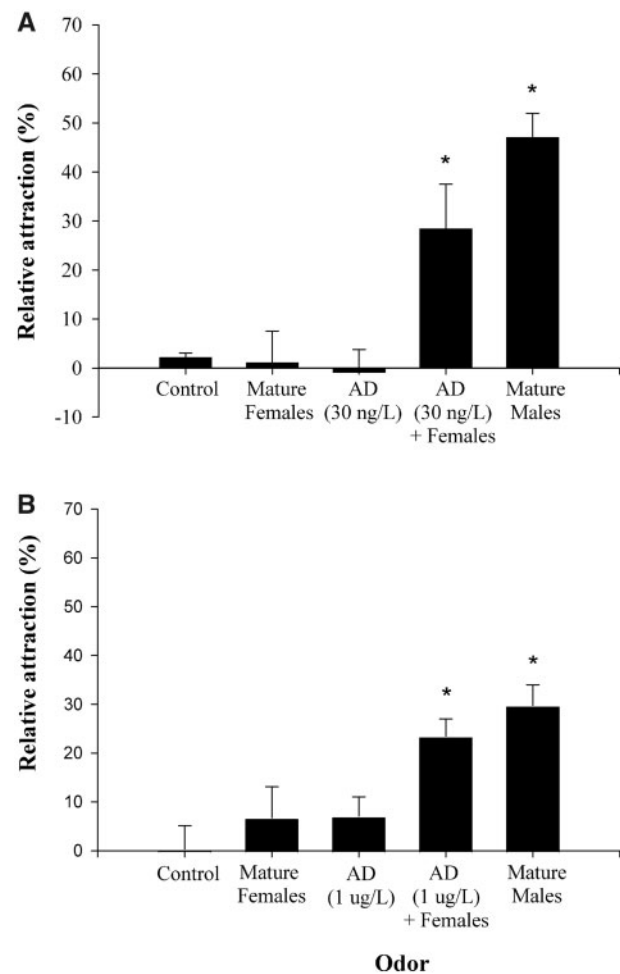 A
Relative attraction (%)
70
60
50
40
30
20
10
0
-10
* *
Control Mature AD AD Mature
Females (30 ng/L) (30 ng/L) Males
+ Females
B
Relative attraction (%)
70
60
50
40
30
20
10
0
* *
Control Mature AD AD Mature
Females (1 ug/L) (1 ug/L) Males
+ Females
Odor